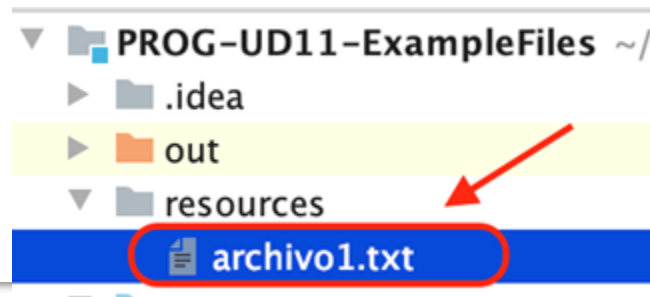 PROG-UD11-ExampleFiles ~/
.idea
out
resources
archivo1.txt